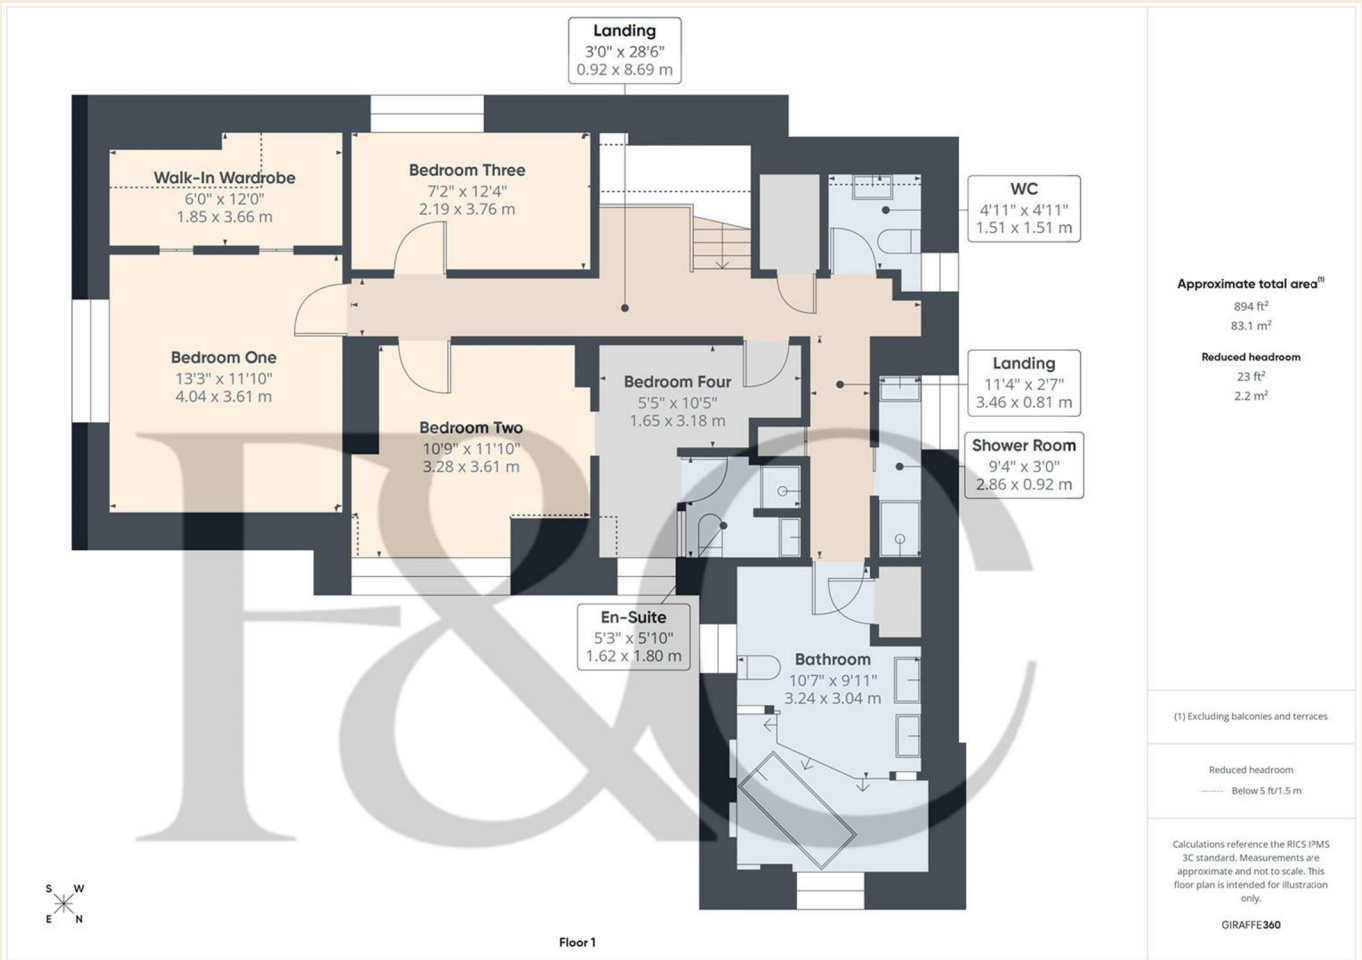 Landing
3'0" x 28'6"
0.92 x 8.69 m
Walk-In Wardrobe
6'0" x 12'0"
1.85 x 3.66 m
Bedroom Three
7'2" x 12'4"
2.19 x 3.76 m
WC
4'11" x 4'11"
1.51 x 1.51 m
Bedroom One
13'3" x 11'10"
4.04 x 3.61 m
Bedroom Two
10'9" x 11'10"
3.28 x 3.61 m
Bedroom Four
5'5" x 10'5"
1.65 x 3.18 m
Landing
11'4" x 2'7"
3.46 x 0.81 m
Shower Room
9'4" x 3'0"
2.86 x 0.92 m
En-Suite
5'3" x 5'10"
1.62 x 1.80 m
Bathroom
10'7" x 9'11"
3.24 x 3.04 m
F&C
S W
E N
Floor 1
Approximate total area(1)
894 ft²
83.1 m²
Reduced headroom
23 ft²
2.2 m²
(1) Excluding balconies and terraces
Reduced headroom
Below 5 ft/1.5 m
Calculations reference the RICS IPMS
3C standard. Measurements are
approximate and not to scale. This
floor plan is intended for illustration
only.
GIRAFFE360